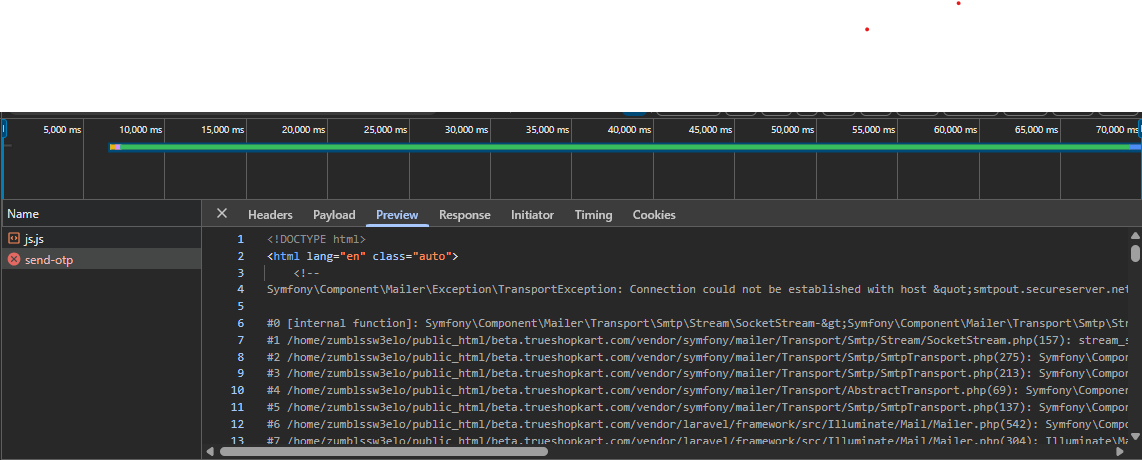 5,000 ms 10,000 ms 15,000 ms 20,000 ms 25,000 ms 30,000 ms 35,000 ms 40,000 ms 45,000 ms 50,000 ms 55,000 ms 60,000 ms 65,000 ms 70,000 ms
Name
js.js
send-otp
Headers Payload Preview Response Initiator Timing Cookies
1 <!DOCTYPE html>
2 <html lang="en" class="auto">
3 <!--
4 Symfony\Component\Mailer\Exception\TransportException: Connection could not be established with host &quot;smtpout.secureserver.net
5
6 #0 [internal function]: Symfony\Component\Mailer\Transport\Smtp\Stream\SocketStream-&gt;Symfony\Component\Mailer\Transport\Smtp\Str
7 #1 /home/zumblssw3elo/public_html/beta.trueshopkart.com/vendor/symfony/mailer/Transport/Smtp/Stream/SocketStream.php(157): stream_s
8 #2 /home/zumblssw3elo/public_html/beta.trueshopkart.com/vendor/symfony/mailer/Transport/Smtp/SmtpTransport.php(275): Symfony\Compo
9 #3 /home/zumblssw3elo/public_html/beta.trueshopkart.com/vendor/symfony/mailer/Transport/Smtp/SmtpTransport.php(213): Symfony\Compo
10 #4 /home/zumblssw3elo/public_html/beta.trueshopkart.com/vendor/symfony/mailer/Transport/AbstractTransport.php(69): Symfony\Componen
11 #5 /home/zumblssw3elo/public_html/beta.trueshopkart.com/vendor/symfony/mailer/Transport/Smtp/SmtpTransport.php(137): Symfony\Compo
12 #6 /home/zumblssw3elo/public_html/beta.trueshopkart.com/vendor/laravel/framework/src/Illuminate/Mail/Mailer.php(542): Symfony\Compo
13 #7 /home/zumblssw3elo/public_html/beta.trueshopkart.com/vendor/laravel/framework/src/Illuminate/Mail/Mailer.php(304): Illuminate\Ma